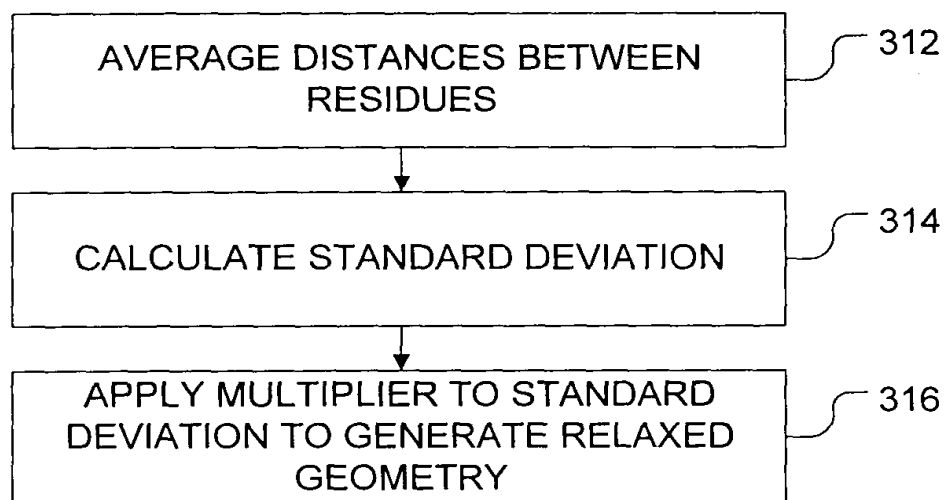 AVERAGE DISTANCES BETWEEN
RESIDUES
312
CALCULATE STANDARD DEVIATION
314
APPLY MULTIPLIER TO STANDARD
DEVIATION TO GENERATE RELAXED
GEOMETRY
316